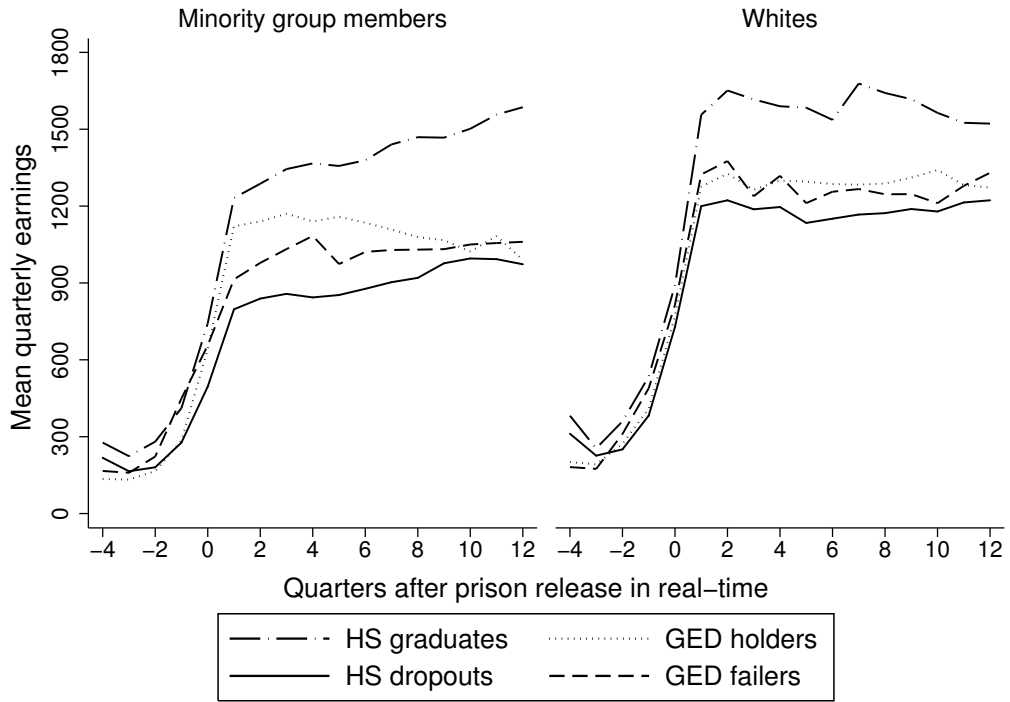 Minority group members Whites
Mean quarterly earnings
1800
1500
1200
900
600
300
0
−4 −2 0 2 4 6 8 10 12 −4 −2 0 2 4 6 8 10 12
Quarters after prison release in real−time
HS graduates GED holders
HS dropouts GED failers